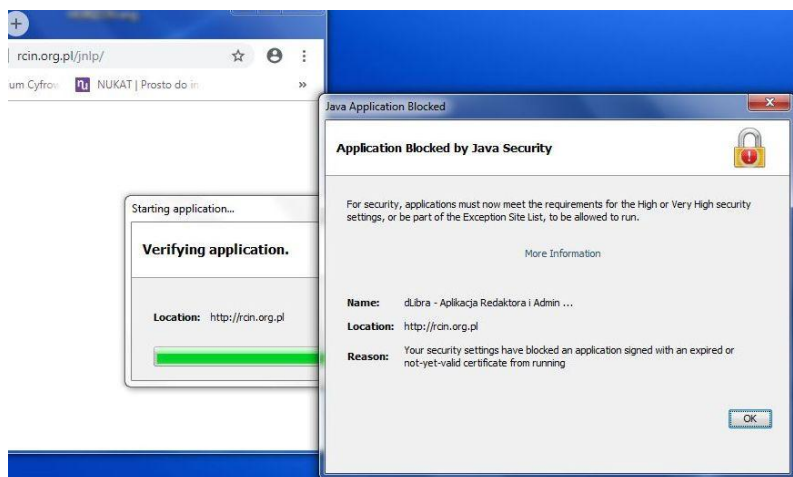 rcin.org.pl/jnlp/
um Cyfrow
NUKAT | Prosto do in
»
Starting application...
Verifying application.
Location: http://rcin.org.pl
Java Application Blocked
Application Blocked by Java Security
For security, applications must now meet the requirements for the High or Very High security
settings, or be part of the Exception Site List, to be allowed to run.
More Information
Name: dLibra - Aplikacja Redaktora i Admin ...
Location: http://rcin.org.pl
Reason: Your security settings have blocked an application signed with an expired or
not-yet-valid certificate from running
OK